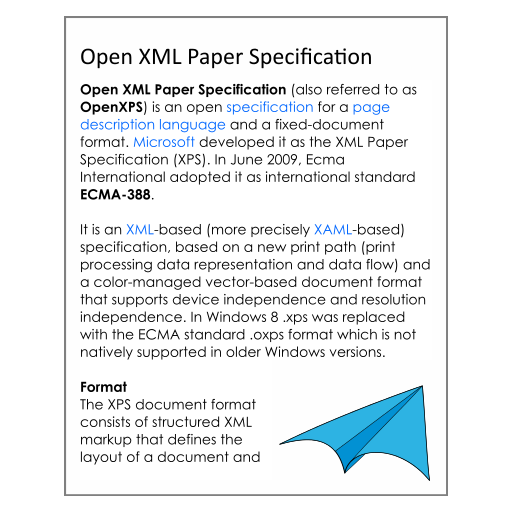 Open XML Paper Specification
Open XML Paper Specification (also referred to as
OpenXPS) is an open specification for a page
description language and a fixed-document
format. Microsoft developed it as the XML Paper
Specification (XPS). In June 2009, Ecma
International adopted it as international standard
ECMA-388.
It is an XML-based (more precisely XAML-based)
specification, based on a new print path (print
processing data representation and data flow) and
a color-managed vector-based document format
that supports device independence and resolution
independence. In Windows 8 .xps was replaced
with the ECMA standard .oxps format which is not
natively supported in older Windows versions.
Format
The XPS document format
consists of structured XML
markup that defines the
layout of a document and